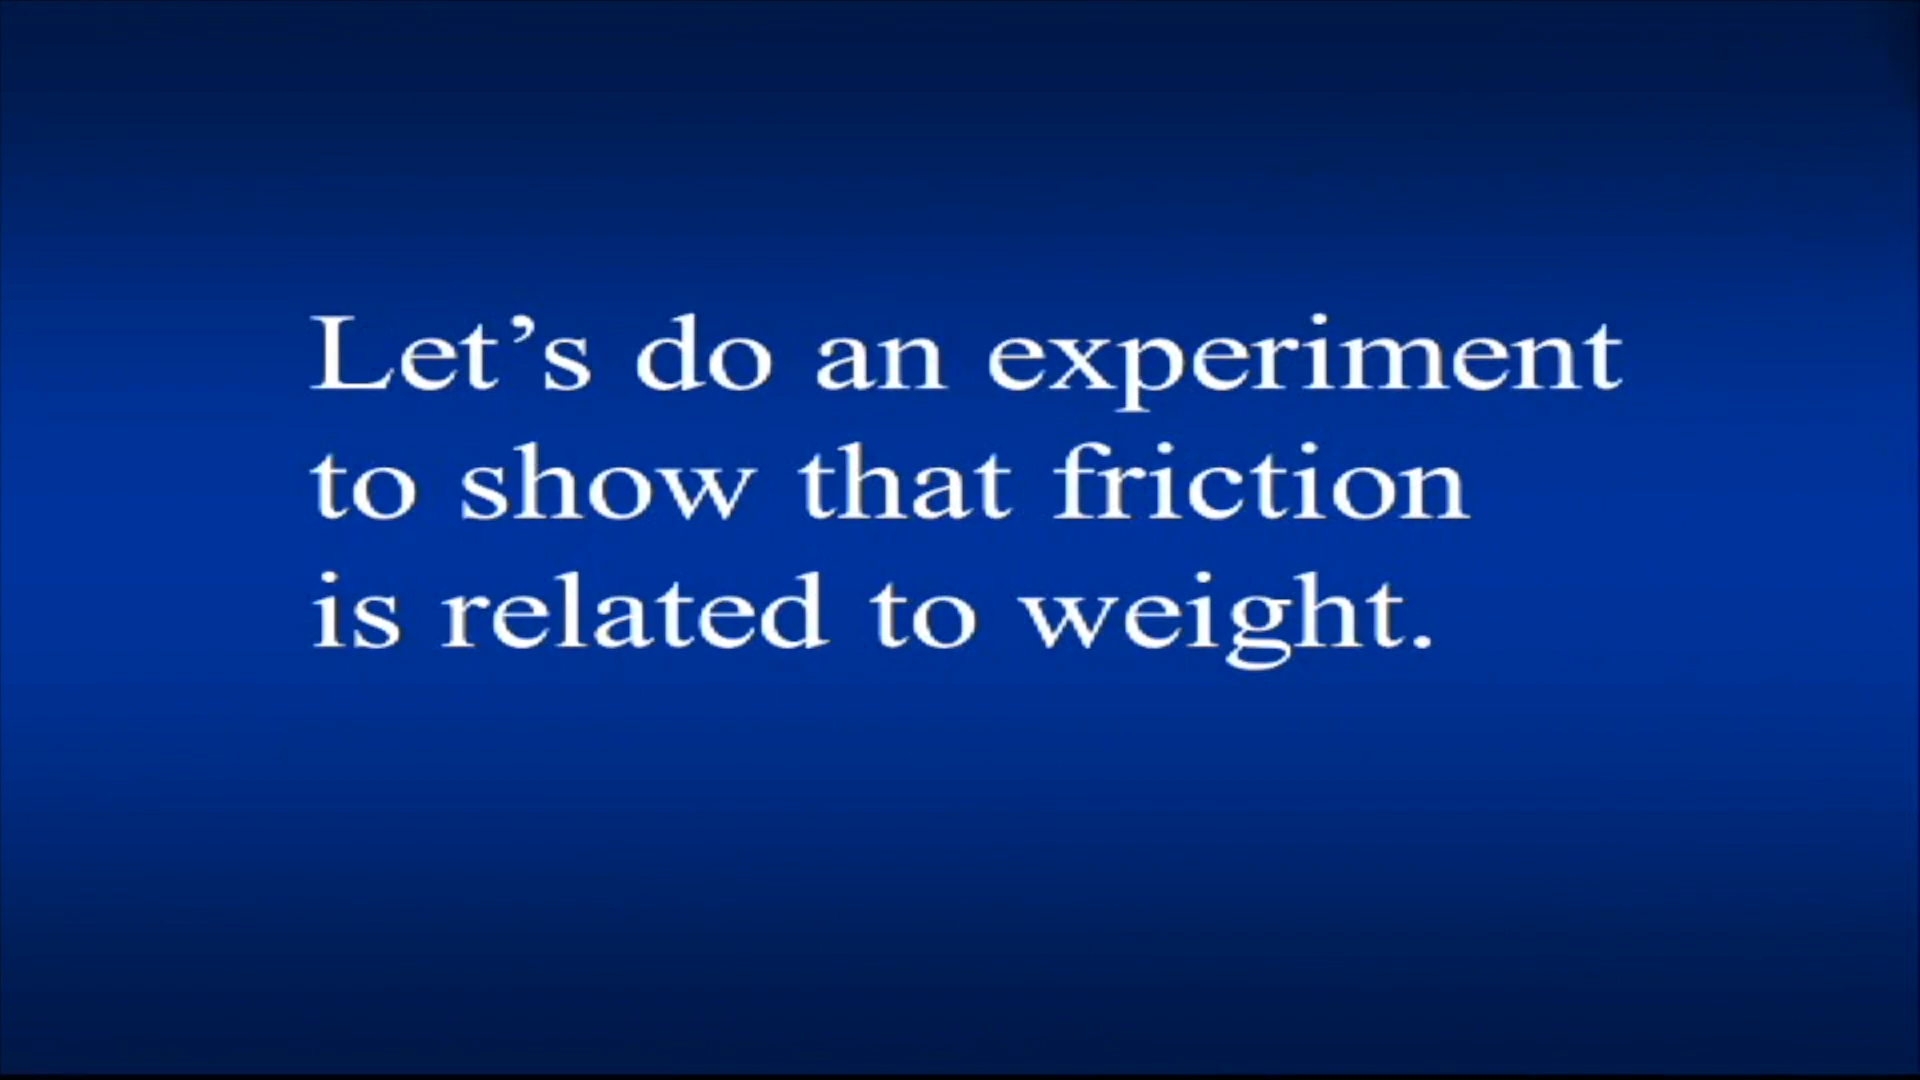 Let’s do an experiment
to show that friction
is related to weight.